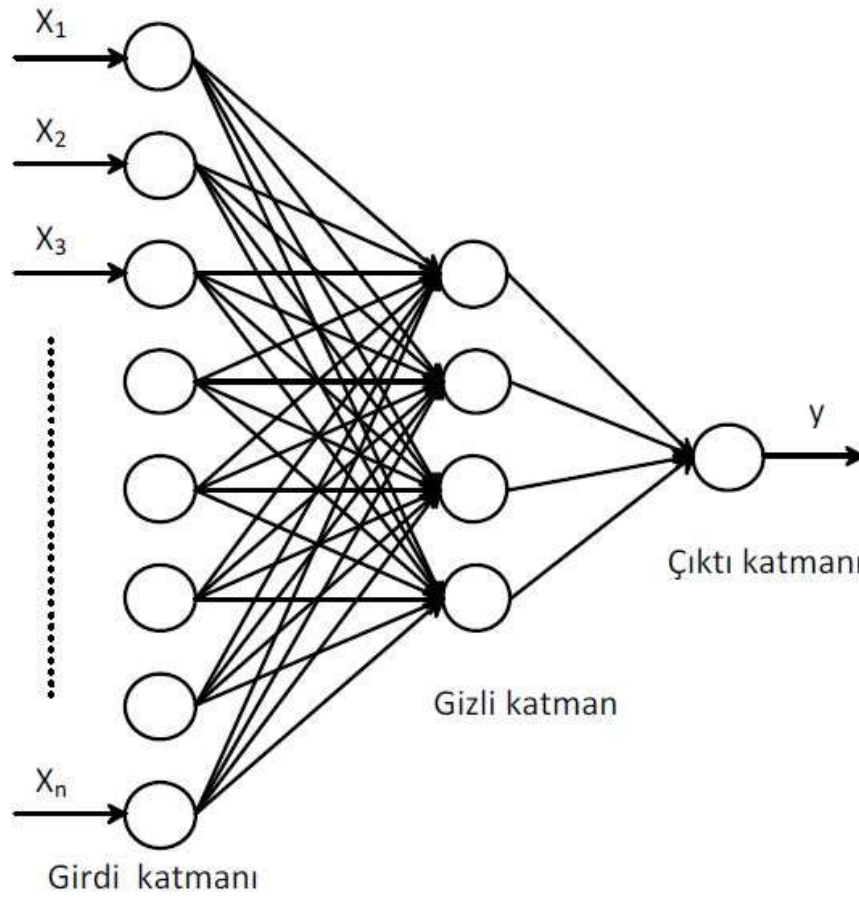 X1
X2
X3
y
Çıktı katmanı
Gizli katman
Xn
Girdi katmanı